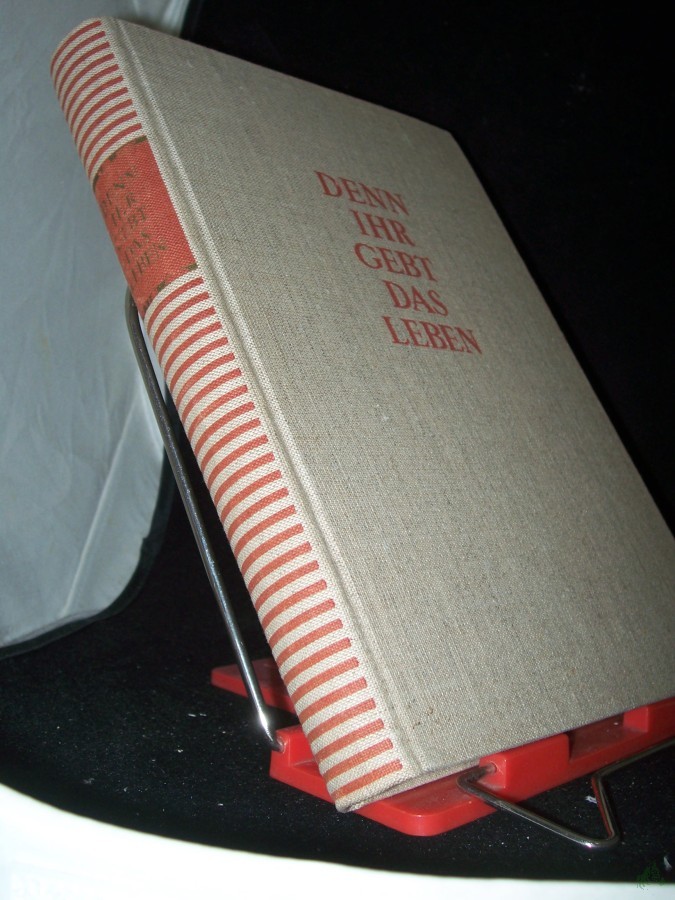 DENN
IHR
GEBT
DAS
LEBEN